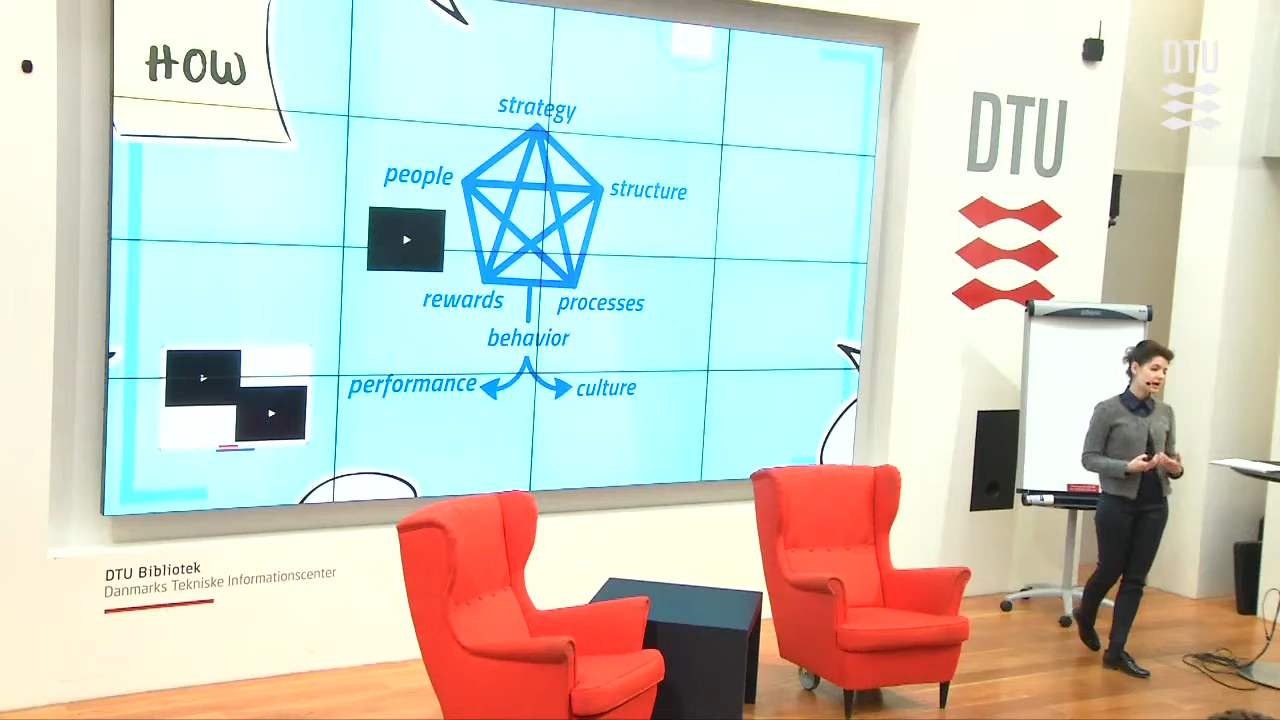 HOW
strategy
people
structure
rewards
processes
behavior
performance
culture
DTU
DTU
DTU Bibliotek
Danmarks Tekniske Informationscenter